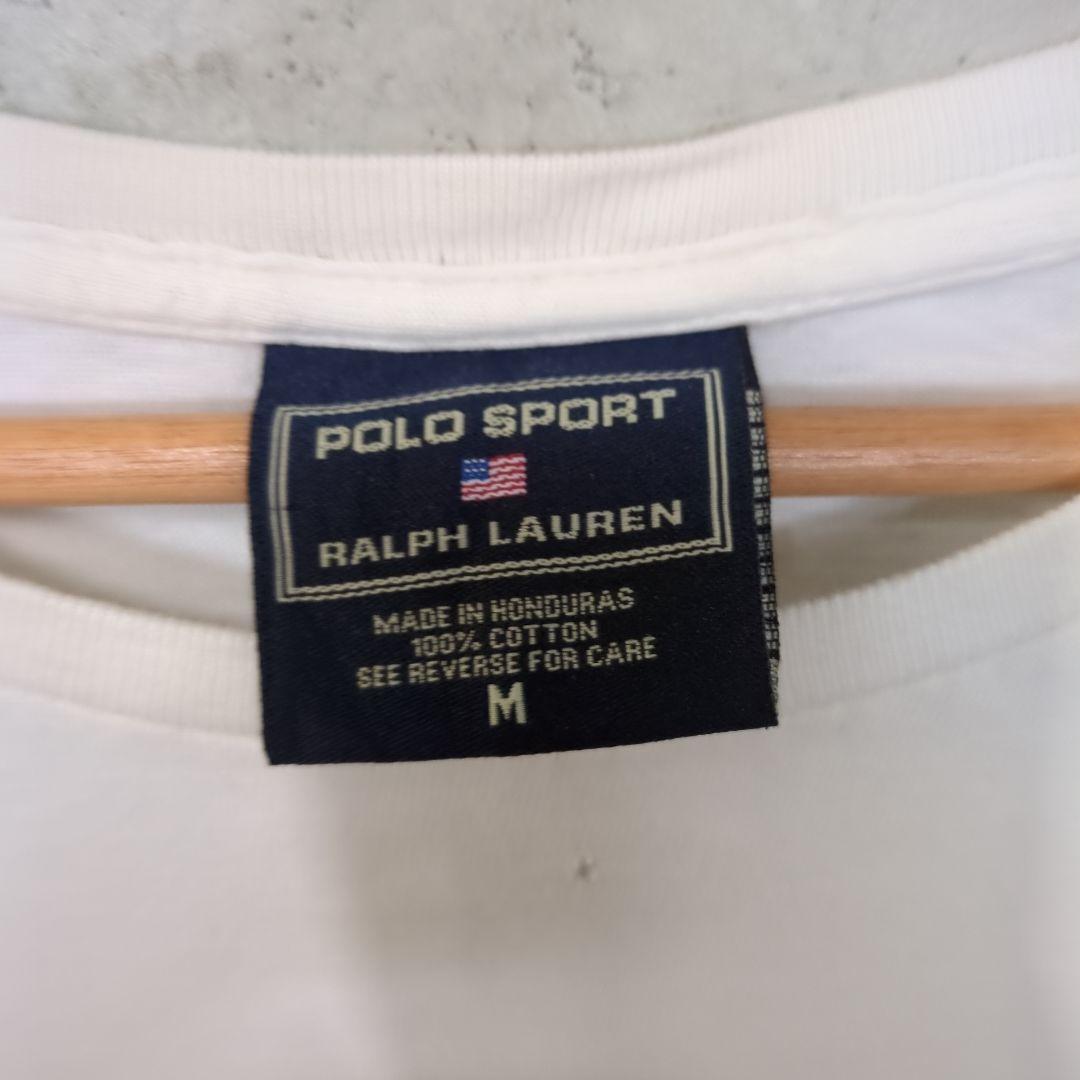 POLO SPORT
RALPH LAUREN
MADE IN HONDURAS
100% COTTON
SEE REVERSE FOR CARE
M